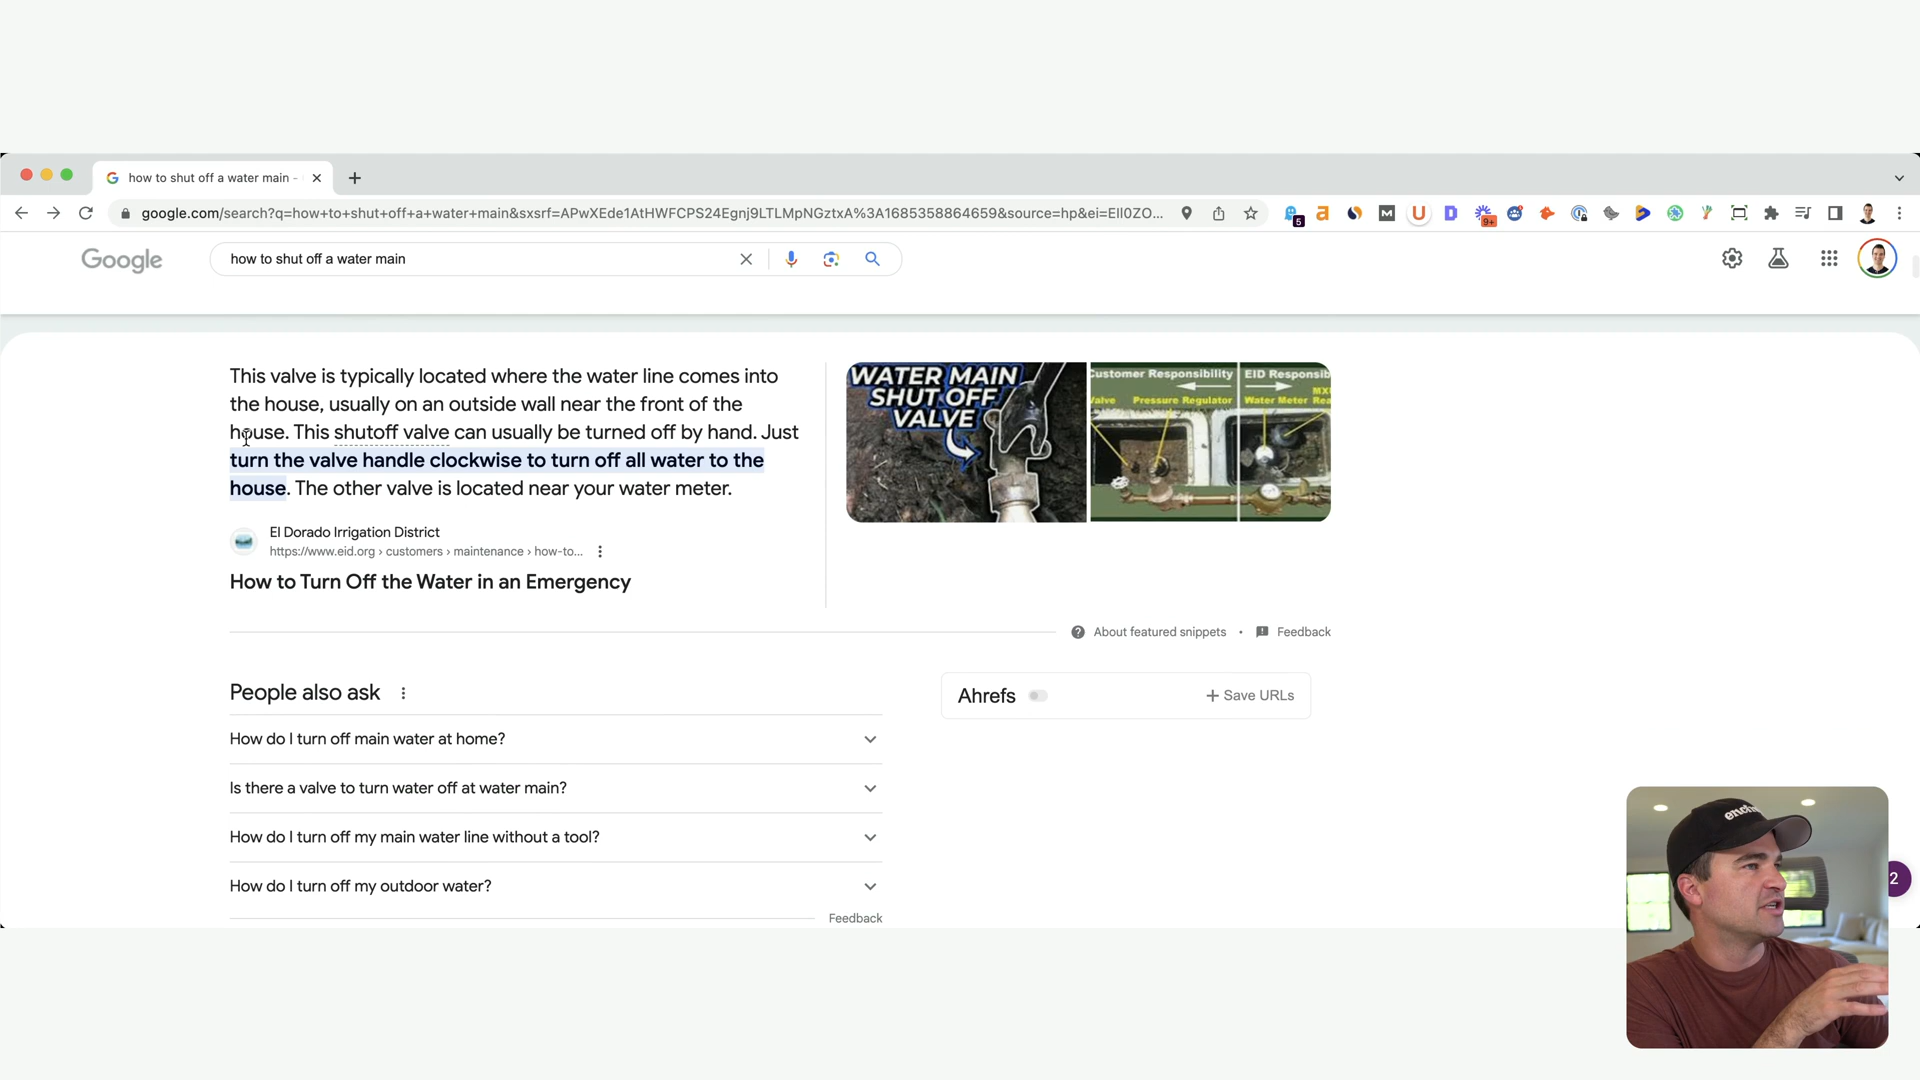 how to shut off a water main -
google.com/search?q=how+to+shut+off+a+water+main&sxsrf=APwXEde1AtHWFCPS24Egnj9LTLMpNGztxA%3A1685358864659&source=hp&ei=EII0ZO...
5
9+
Google
how to shut off a water main
This valve is typically located where the water line comes into
the house, usually on an outside wall near the front of the
house. This shutoff valve can usually be turned off by hand. Just
turn the valve handle clockwise to turn off all water to the
house. The other valve is located near your water meter.
WATER MAIN
SHUT OFF
VALVE
Customer Responsibility
EID Responsib
Valve
Pressure Regulator
Water Meter
El Dorado Irrigation District
https://www.eid.org › customers › maintenance › how-to...
How to Turn Off the Water in an Emergency
About featured snippets
Feedback
People also ask
How do I turn off main water at home?
Is there a valve to turn water off at water main?
How do I turn off my main water line without a tool?
How do I turn off my outdoor water?
Feedback
Ahrefs
+ Save URLs
2